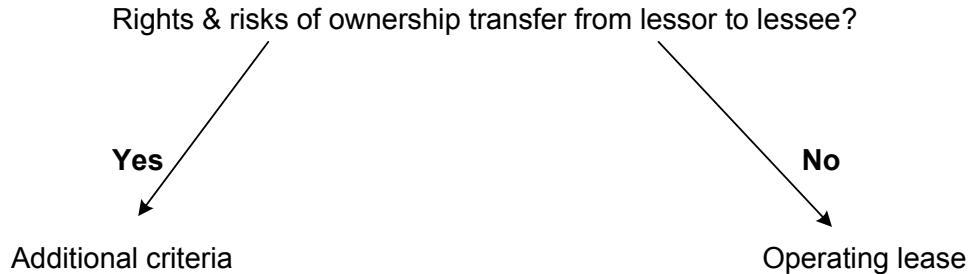 Rights & risks of ownership transfer from lessor to lessee?
Yes
No
Additional criteria
Operating lease